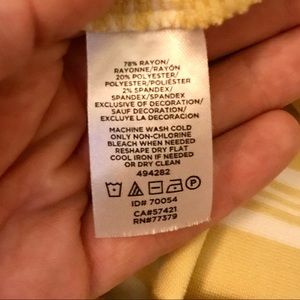 78% RAYON/
RAYONNE/RAYÓN
20% POLYESTER/
POLYESTER/POLIÉSTER
2% SPANDEX/
SPANDEX/SPANDEX
EXCLUSIVE OF DECORATION/
SAUF DECORATION/
EXCLUYE LA DECORACION
MACHINE WASH COLD
ONLY NON-CHLORINE
BLEACH WHEN NEEDED
RESHAPE DRY FLAT
COOL IRON IF NEEDED
OR DRY CLEAN
494282
ID# 70054
CA#57421
RN#77379